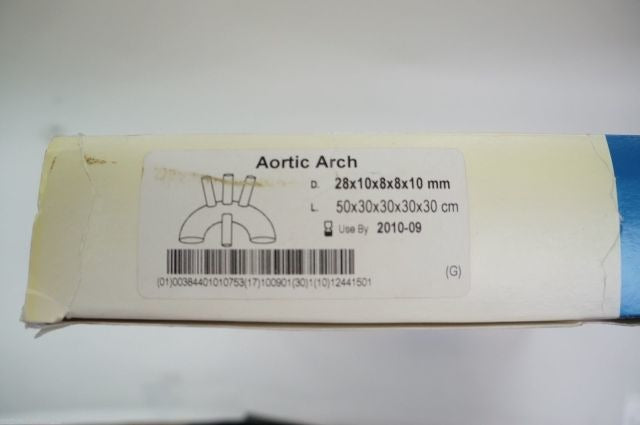 Aortic Arch
D. 28x10x8x8x10 mm
L. 50x30x30x30x30 cm
Use By 2010-09
(G)
(01)00384401010753(17)100901(30)1(10)12441501